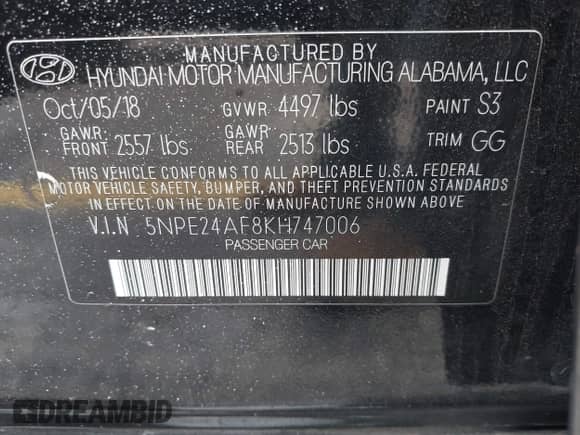 MANUFACTURED BY
HYUNDAI MOTOR MANUFACTURING ALABAMA, LLC
Oct/05/18 GVWR 4497 lbs PAINT S3
GAWR FRONT 2557 lbs GAWR REAR 2513 lbs TRIM GG
THIS VEHICLE CONFORMS TO ALL APPLICABLE U.S.A. FEDERAL
MOTOR VEHICLE SAFETY, BUMPER, AND THEFT PREVENTION STANDARDS
IN EFFECT ON THE DATE OF MANUFACTURE SHOWN ABOVE.
V.I.N 5NPE24AF8KH747006
PASSENGER CAR
DREAMBID